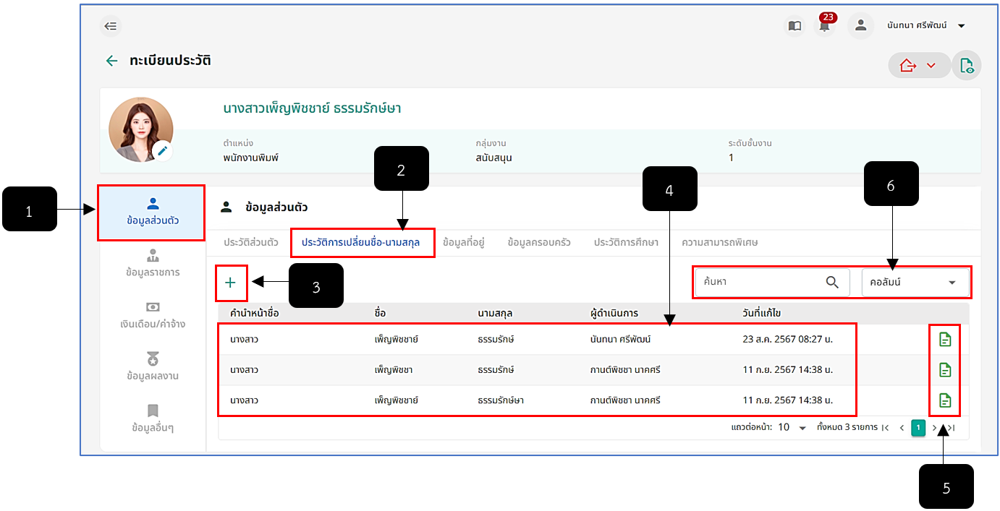 23
นันทนา ศรีพัฒน์
ทะเบียนประวัติ
นางสาวเพ็ญพิชชาย์ ธรรมรักษ์ษา
ตำแหน่ง กลุ่มงาน ระดับชั้นงาน
พนักงานพิมพ์ สนับสนุน 1
2
4
6
1
ข้อมูลส่วนตัว
ข้อมูลส่วนตัว
ประวัติส่วนตัว ประวัติการเปลี่ยนชื่อ-นามสกุล ข้อมูลที่อยู่ ข้อมูลครอบครัว ประวัติการศึกษา ความสามารถพิเศษ
ข้อมูลราชการ
3
ค้นหา คอลัมน์
คำนำหน้าชื่อ ชื่อ นามสกุล ผู้ดำเนินการ วันที่แก้ไข
เงินเดือน/ค่าจ้าง
นางสาว เพ็ญพิชชาย์ ธรรมรักษ์ นันทนา ศรีพัฒน์ 23 ส.ค. 2567 08:27 น.
นางสาว เพ็ญพิชชา ธรรมรักษ์ กานต์พิชชา นาคศรี 11 ก.ย. 2567 14:38 น.
ข้อมูลผลงาน
นางสาว เพ็ญพิชชาย์ ธรรมรักษ์ษา กานต์พิชชา นาคศรี 11 ก.ย. 2567 14:38 น.
ข้อมูลอื่นๆ
แถวต่อหน้า: 10 ทั้งหมด 3 รายการ 1
5